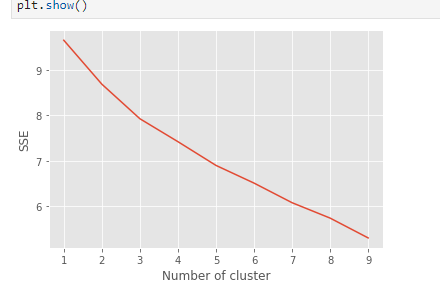 plt.show()
9
8
7
6
SSE
1 2 3 4 5 6 7 8 9
Number of cluster